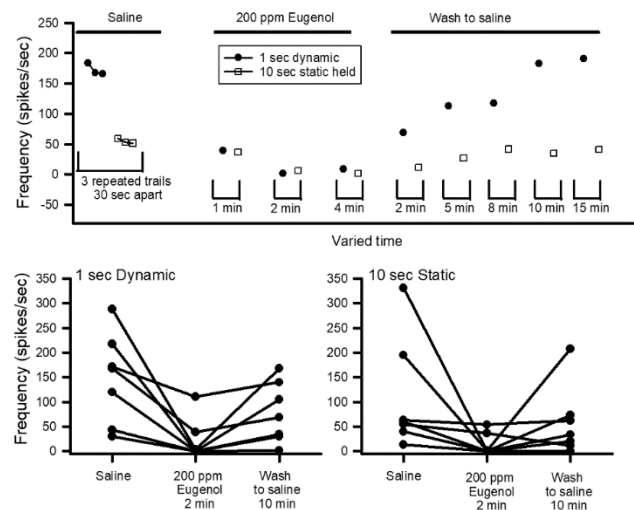 Saline 200 ppm Eugenol Wash to saline
Frequency (spikes/sec)
250
200
150
100
50
0
-50
1 sec dynamic
10 sec static held
3 repeated trails
30 sec apart
1 min 2 min 4 min 2 min 5 min 8 min 10 min 15 min
Varied time
1 sec Dynamic
Frequency (spikes/sec)
350
300
250
200
150
100
50
0
Saline
200 ppm
Eugenol
2 min
Wash
to saline
10 min
10 sec Static
350
300
250
200
150
100
50
0
Saline
200 ppm
Eugenol
2 min
Wash
to saline
10 min